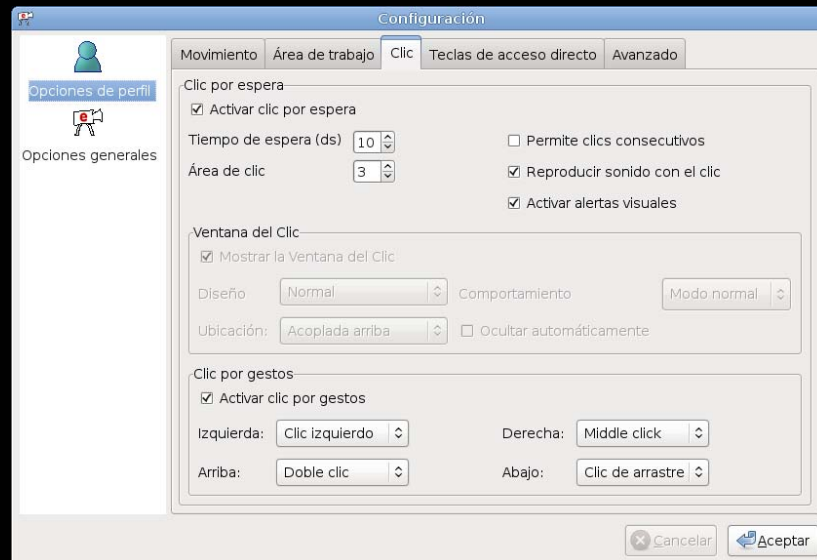 Configuración
Movimiento Área de trabajo Clic Teclas de acceso directo Avanzado
Opciones de perfil
e
Opciones generales
Clic por espera
Activar clic por espera
Tiempo de espera (ds) 10 Permite clics consecutivos
Área de clic 3 Reproducir sonido con el clic
Activar alertas visuales
Ventana del Clic
Mostrar la Ventana del Clic
Diseño Normal Comportamiento Modo normal
Ubicación: Acoplada arriba Ocultar automáticamente
Clic por gestos
Activar clic por gestos
Izquierda: Clic izquierdo Derecha: Middle click
Arriba: Doble clic Abajo: Clic de arrastre
Cancelar Aceptar